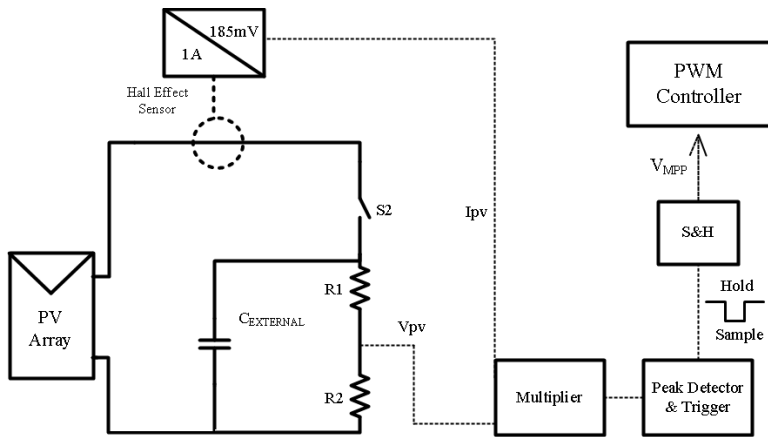 185mV
1A
Hall Effect
Sensor
PWM
Controller
VMPP
S2
Ipv
S&H
PV
Array
CEXTERNAL
R1
Vpv
R2
Hold
Sample
Multiplier
Peak Detector
& Trigger